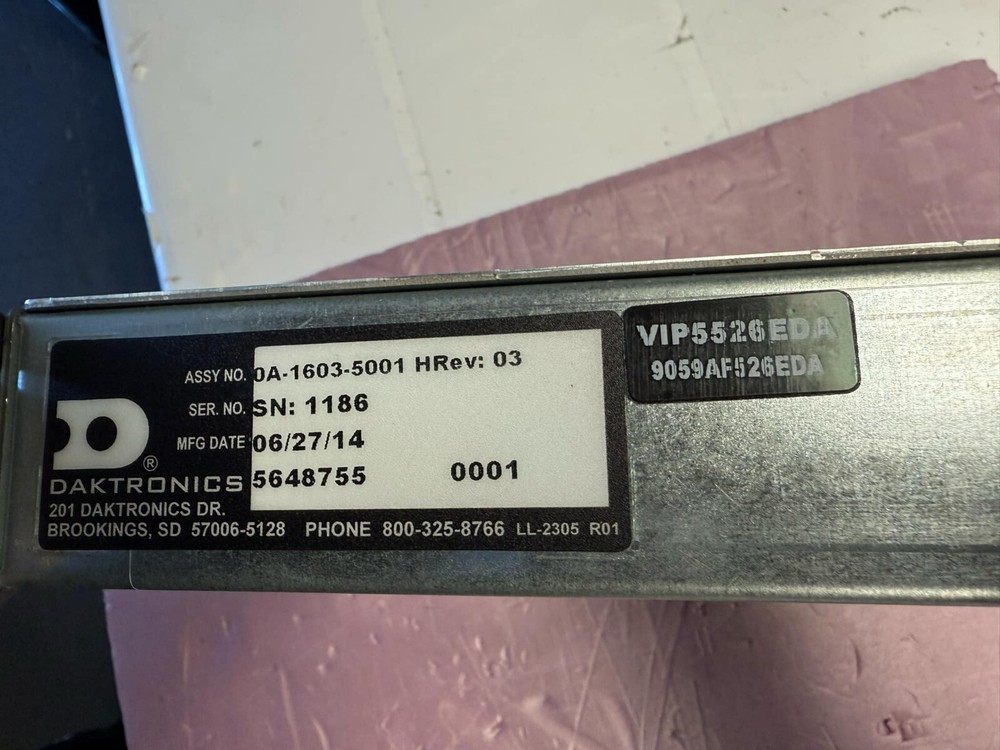 ASSY NO. 0A-1603-5001 HRev: 03
SER. NO. SN: 1186
MFG DATE 06/27/14
5648755 0001
®
DAKTRONICS
201 DAKTRONICS DR.
BROOKINGS, SD 57006-5128 PHONE 800-325-8766 LL-2305 R01
VIP5526EDA
9059AF526EDA